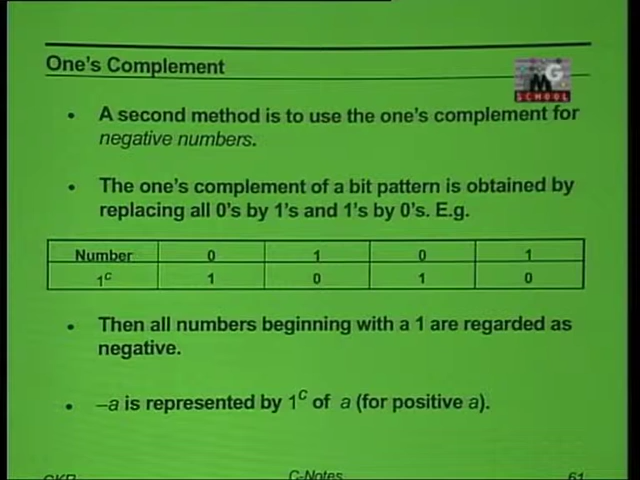 One's Complement
G
M
SCHOOL
• A second method is to use the one's complement for
negative numbers.
• The one's complement of a bit pattern is obtained by
replacing all 0's by 1's and 1's by 0's. E.g.
Number 0 1 0 1
1ᶜ 1 0 1 0
• Then all numbers beginning with a 1 are regarded as
negative.
• –a is represented by 1ᶜ of a (for positive a).
C-Notes 61